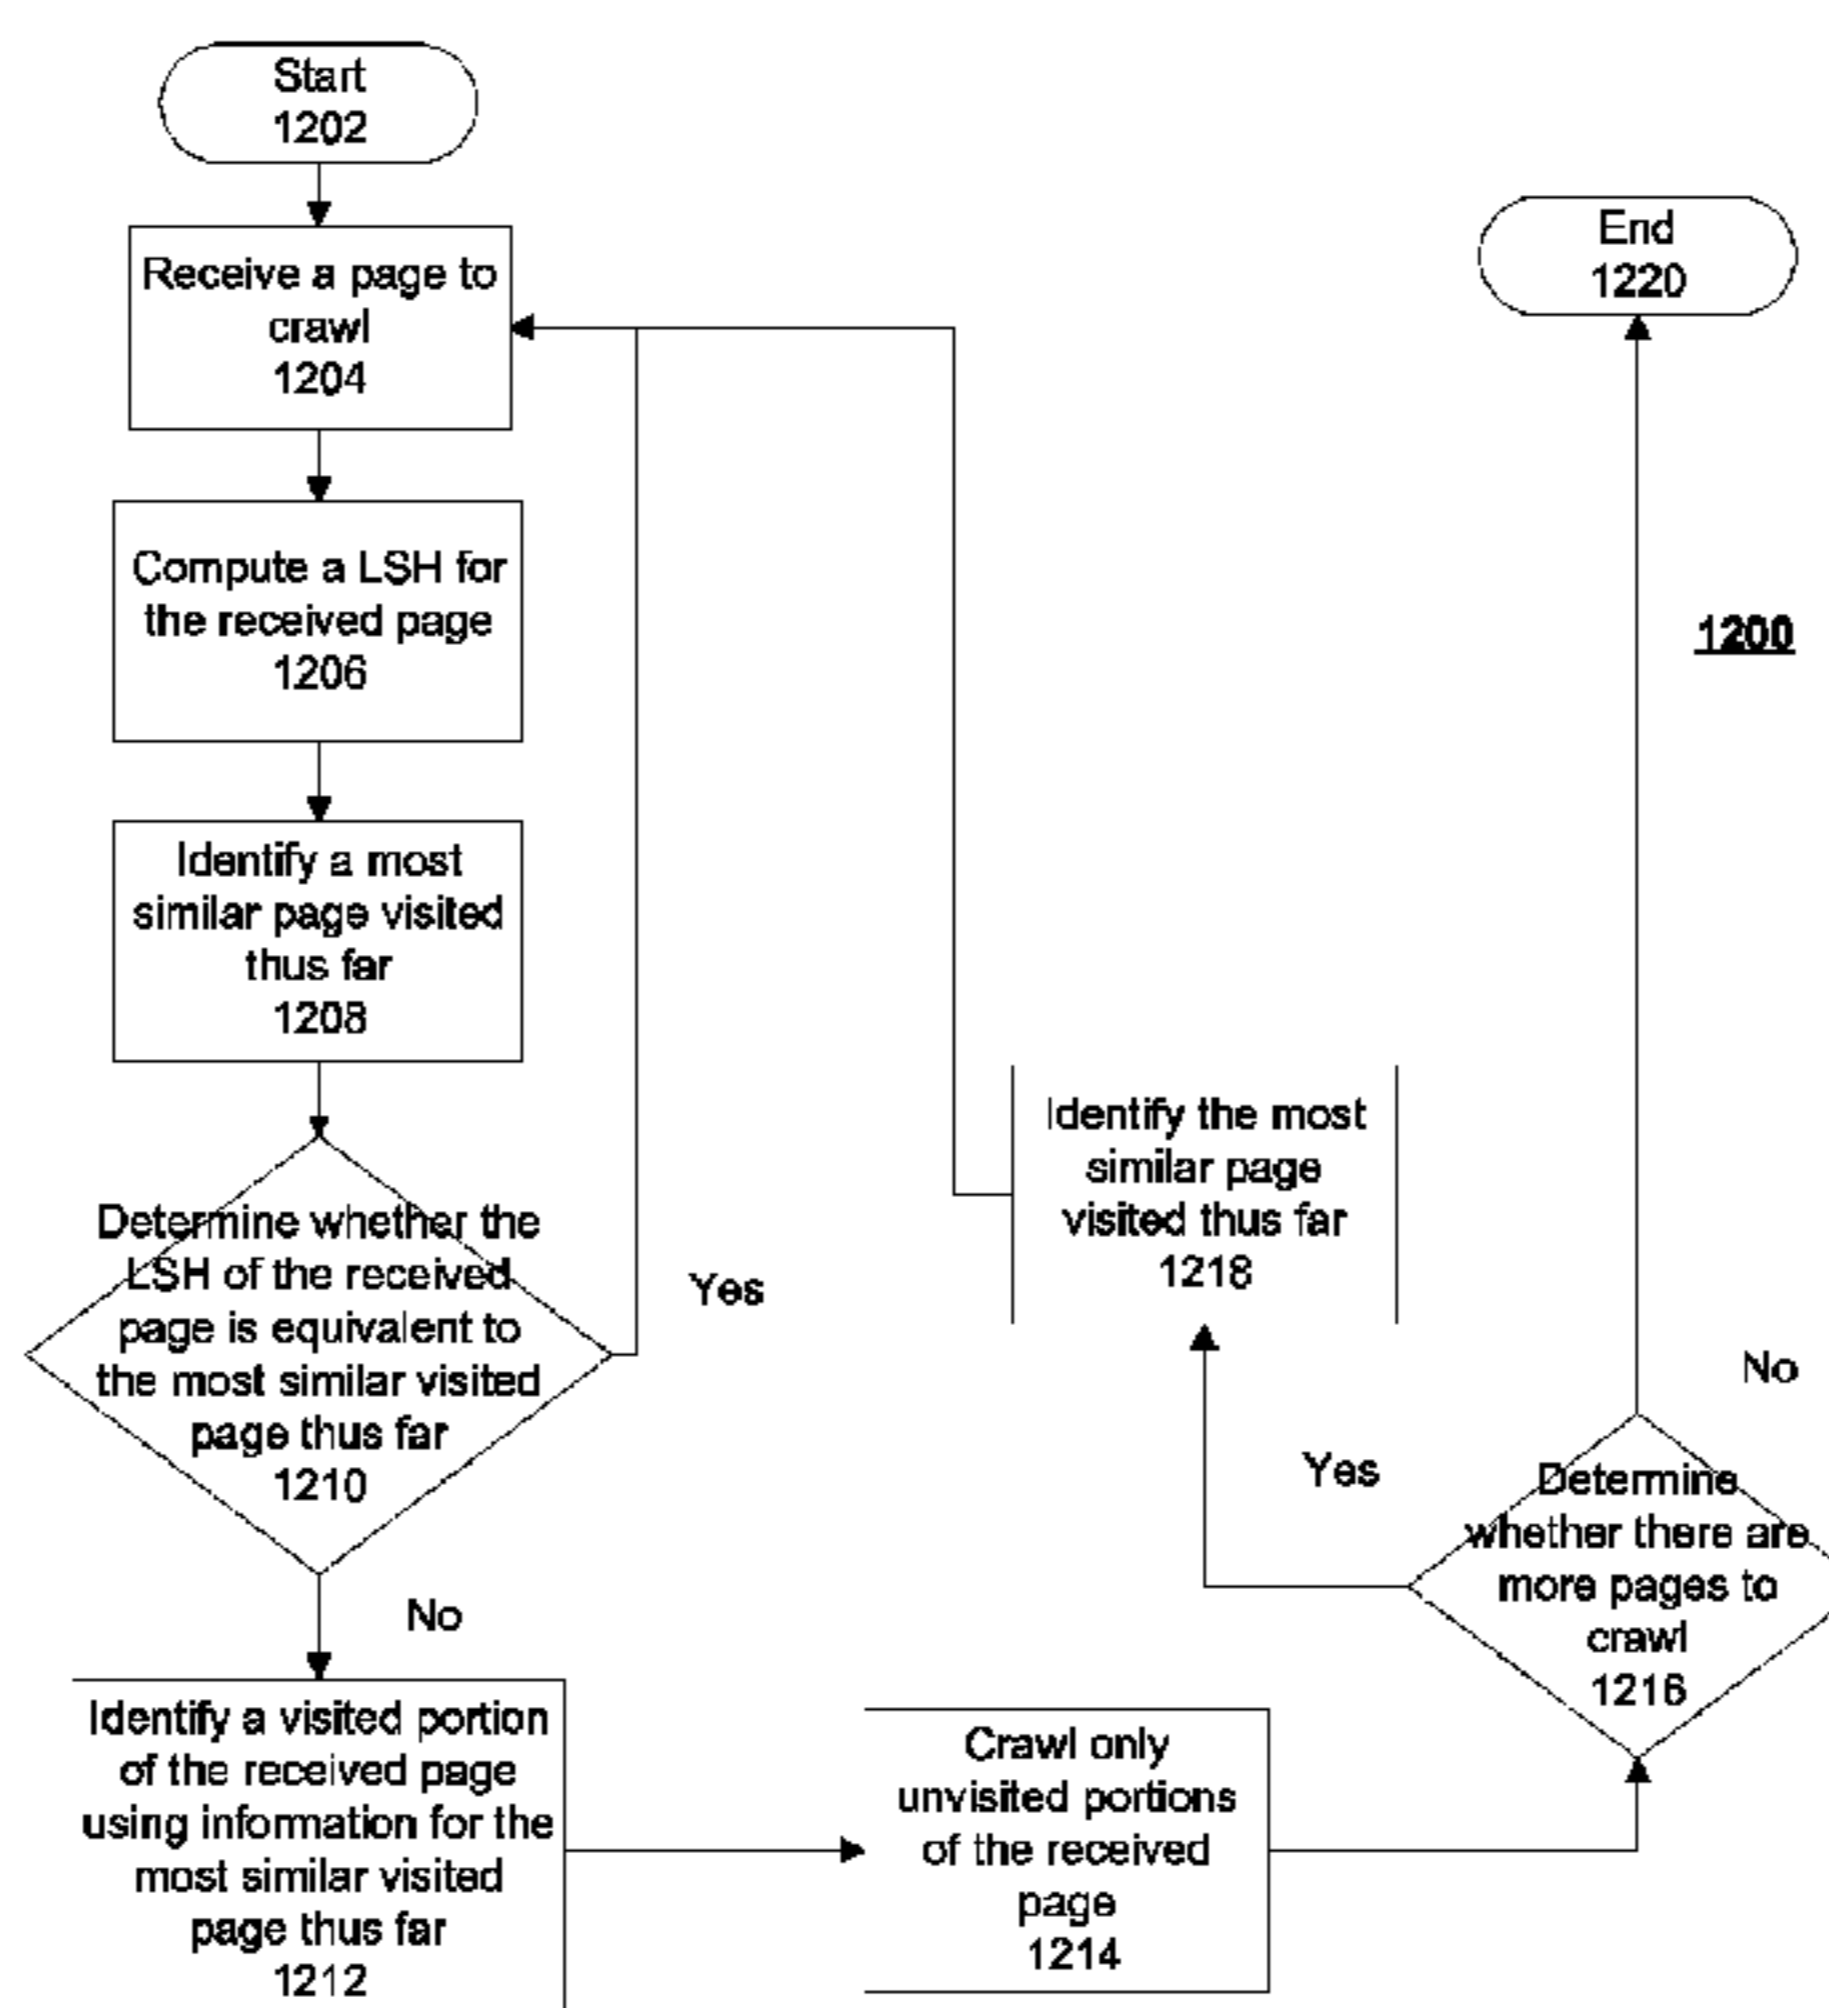 Start
1202
Receive a page to
crawl
1204
Compute a LSH for
the received page
1206
Identify a most
similar page visited
thus far
1208
Determine whether the
LSH of the received
page is equivalent to
the most similar visited
page thus far
1210
Yes
No
Identify a visited portion
of the received page
using information for the
most similar visited
page thus far
1212
Crawl only
unvisited portions
of the received
page
1214
Determine
whether there are
more pages to
crawl
1216
Yes
No
Identify the most
similar page
visited thus far
1218
End
1220
1200